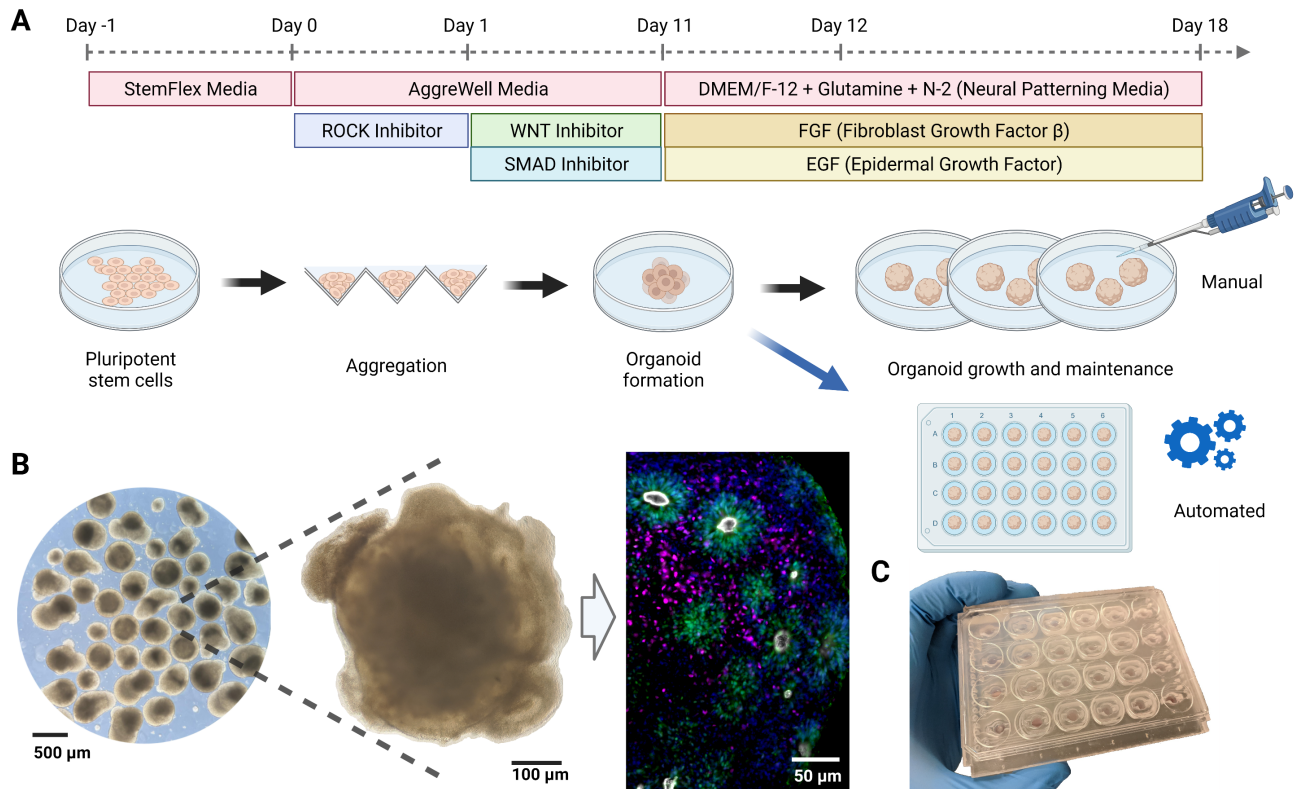 A
Day -1
Day 0
Day 1
Day 11
Day 12
Day 18
StemFlex Media
AggreWell Media
DMEM/F-12 + Glutamine + N-2 (Neural Patterning Media)
ROCK Inhibitor
WNT Inhibitor
FGF (Fibroblast Growth Factor β)
SMAD Inhibitor
EGF (Epidermal Growth Factor)
Manual
Pluripotent
stem cells
Aggregation
Organoid
formation
Organoid growth and maintenance
1 2 3 4 5 6
A
B
C
D
Automated
B
500 µm
100 µm
50 µm
C